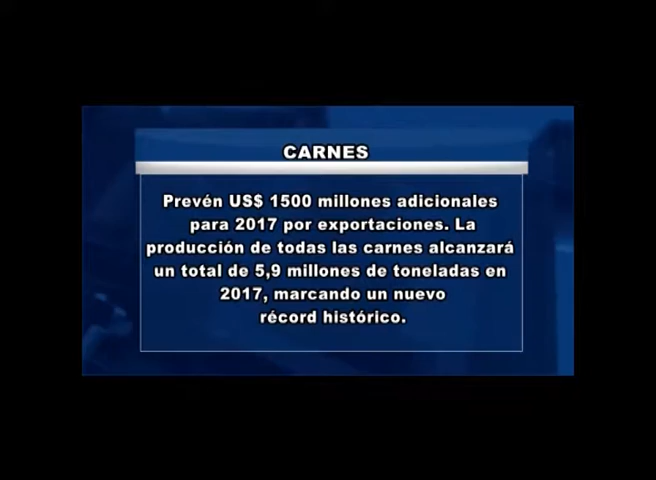 CARNES
Prevén US$ 1500 millones adicionales
para 2017 por exportaciones. La
producción de todas las carnes alcanzará
un total de 5,9 millones de toneladas en
2017, marcando un nuevo
récord histórico.